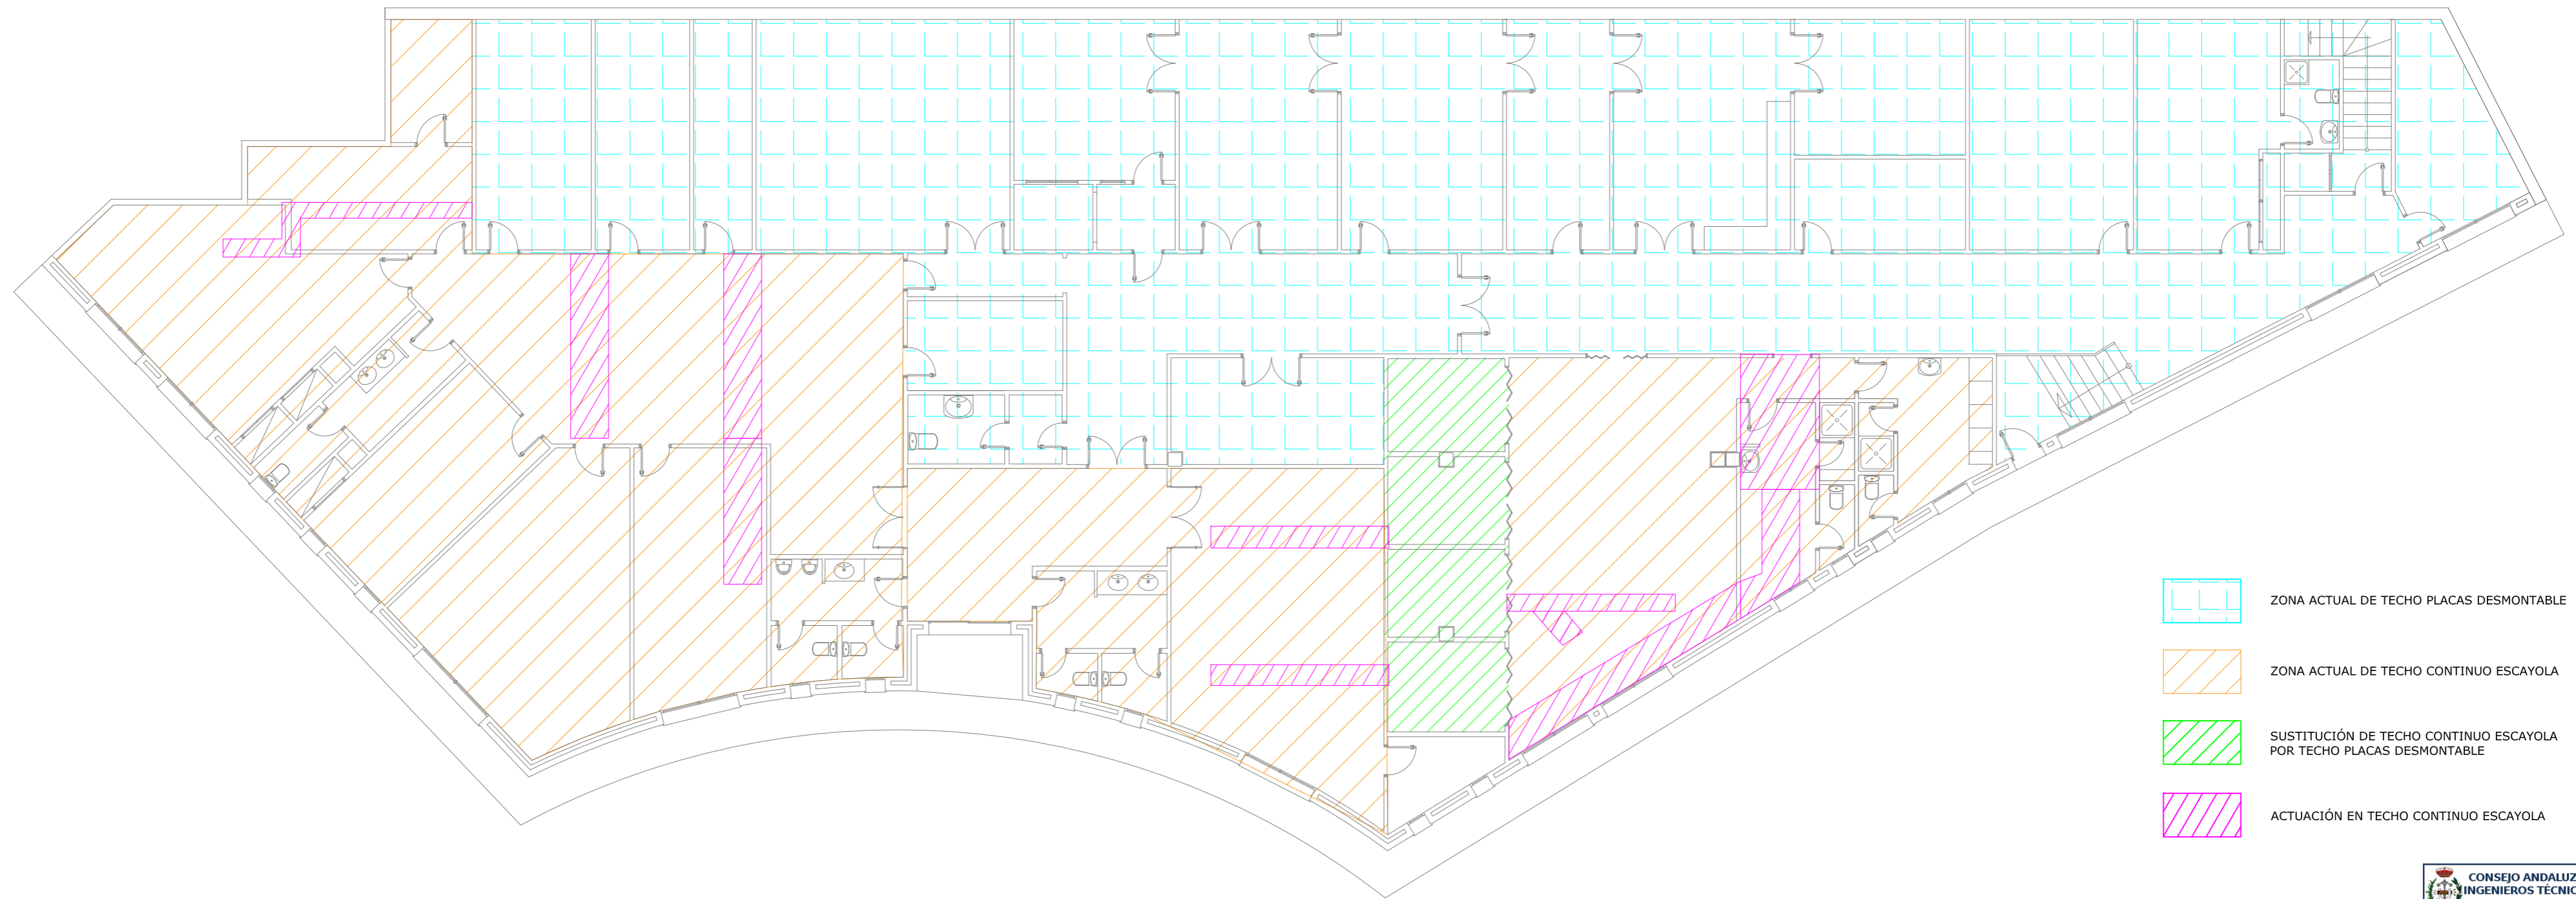 ZONA ACTUAL DE TECHO PLACAS DESMONTABLE
ZONA ACTUAL DE TECHO CONTINUO ESCAYOLA
SUSTITUCIÓN DE TECHO CONTINUO ESCAYOLA
POR TECHO PLACAS DESMONTABLE
ACTUACIÓN EN TECHO CONTINUO ESCAYOLA
CONSEJO ANDALUZ
INGENIEROS TÉCNIC